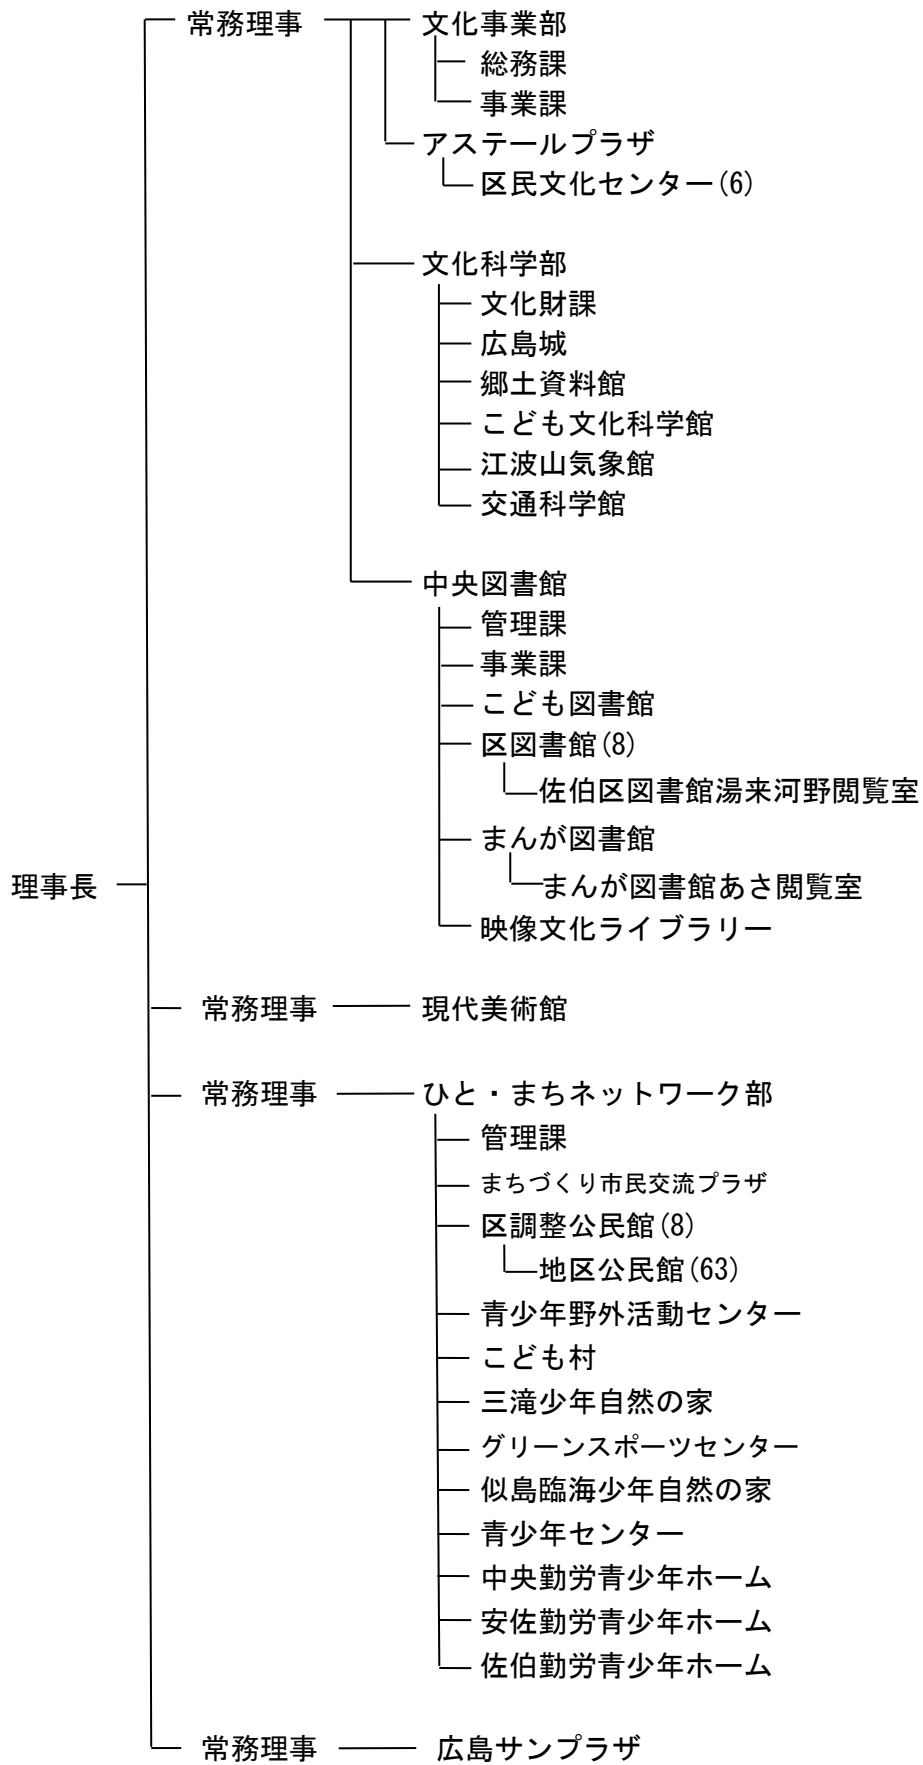 常務理事 文化事業部
総務課
事業課
アステールプラザ
区民文化センター(6)
文化科学部
文化財課
広島城
郷土資料館
こども文化科学館
江波山気象館
交通科学館
中央図書館
管理課
事業課
こども図書館
区図書館(8)
佐伯区図書館湯来河野閲覧室
まんが図書館
理事長 まんが図書館あさ閲覧室
映像文化ライブラリー
常務理事 現代美術館
常務理事 ひと・まちネットワーク部
管理課
まちづくり市民交流プラザ
区調整公民館(8)
地区公民館(63)
青少年野外活動センター
こども村
三滝少年自然の家
グリーンスポーツセンター
似島臨海少年自然の家
青少年センター
中央勤労青少年ホーム
安佐勤労青少年ホーム
佐伯勤労青少年ホーム
常務理事 広島サンプラザ